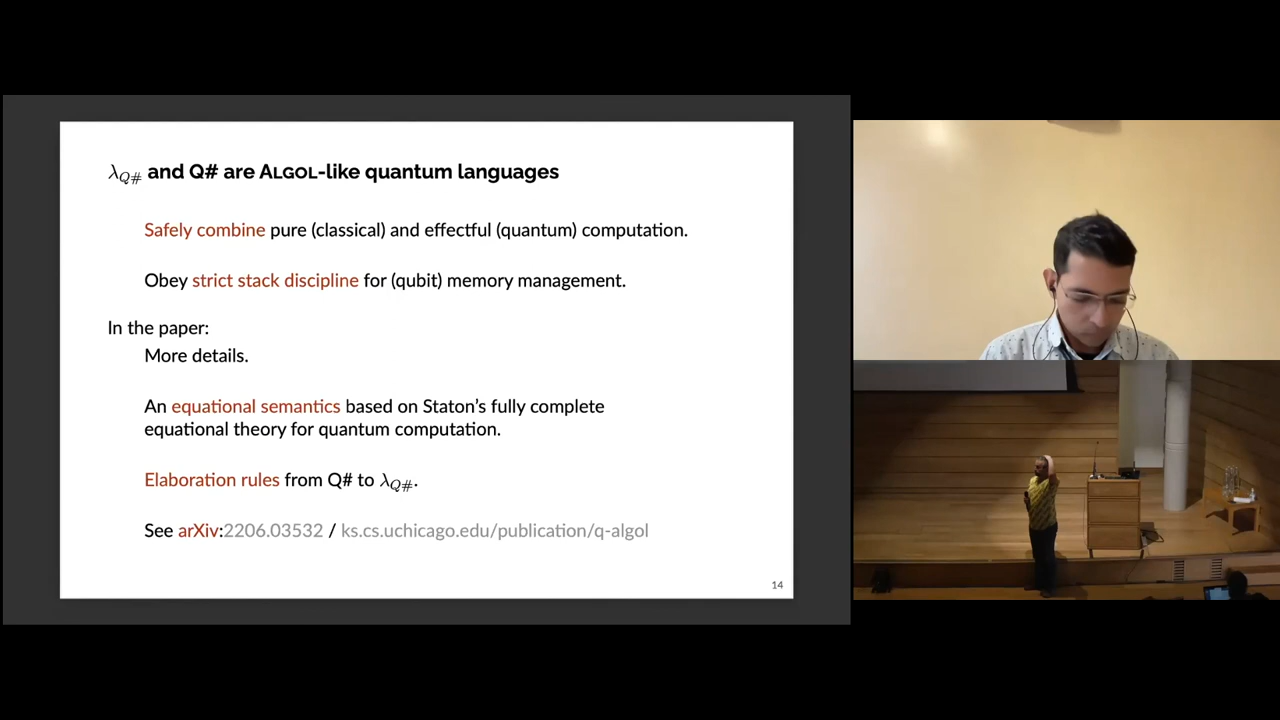 λQ# and Q# are ALGOL-like quantum languages
Safely combine pure (classical) and effectful (quantum) computation.
Obey strict stack discipline for (qubit) memory management.
In the paper:
More details.
An equational semantics based on Staton's fully complete
equational theory for quantum computation.
Elaboration rules from Q# to λQ#.
See arXiv:2206.03532 / ks.cs.uchicago.edu/publication/q-algol
14